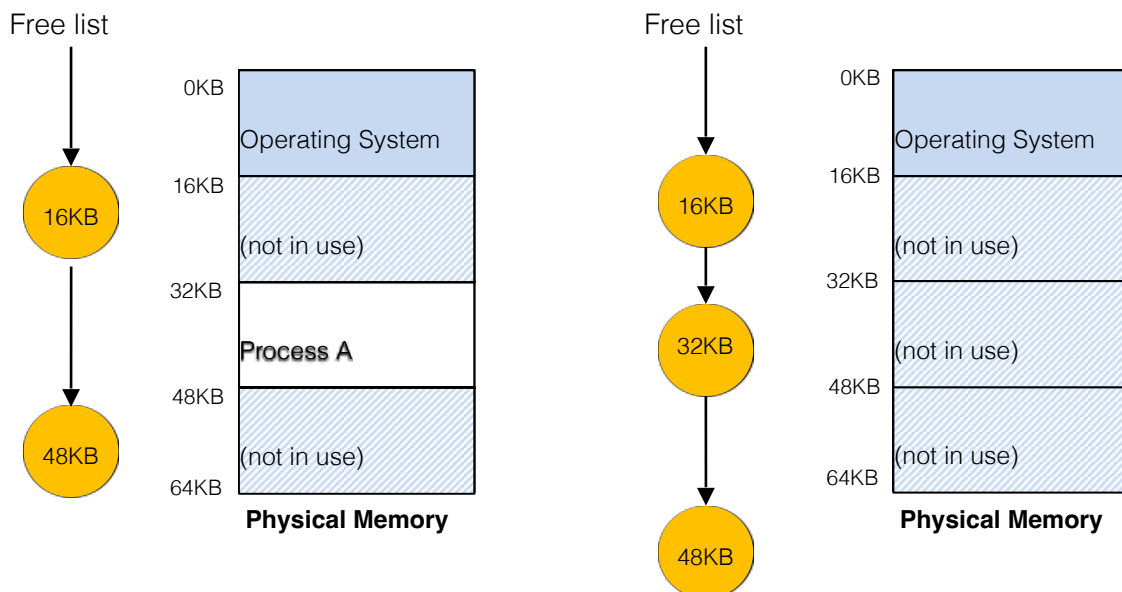 Free list
16KB
48KB
0KB
Operating System
16KB
(not in use)
32KB
Process A
48KB
(not in use)
64KB
Physical Memory
Free list
16KB
32KB
48KB
0KB
Operating System
16KB
(not in use)
32KB
(not in use)
48KB
(not in use)
64KB
Physical Memory